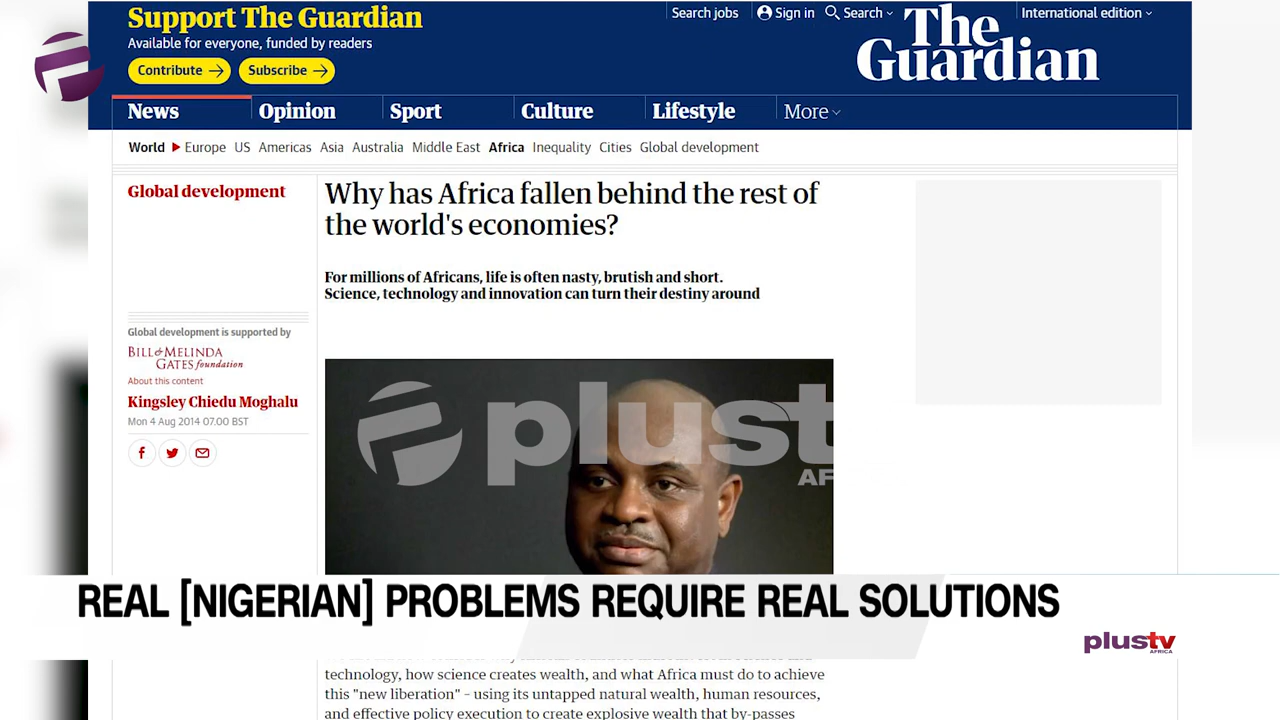 Support The Guardian
Available for everyone, funded by readers
Contribute → Subscribe →
Search jobs Sign in Search International edition
The
Guardian
News Opinion Sport Culture Lifestyle More
World Europe US Americas Asia Australia Middle East Africa Inequality Cities Global development
Global development
Why has Africa fallen behind the rest of
the world's economies?
For millions of Africans, life is often nasty, brutish and short.
Science, technology and innovation can turn their destiny around
Global development is supported by
BILL & MELINDA
GATES foundation
About this content
Kingsley Chiedu Moghalu
Mon 4 Aug 2014 07.00 BST
plust
AF
REAL [NIGERIAN] PROBLEMS REQUIRE REAL SOLUTIONS
plustv
AFRICA
technology, how science creates wealth, and what Africa must do to achieve
this "new liberation" – using its untapped natural wealth, human resources,
and effective policy execution to create explosive wealth that by-passes